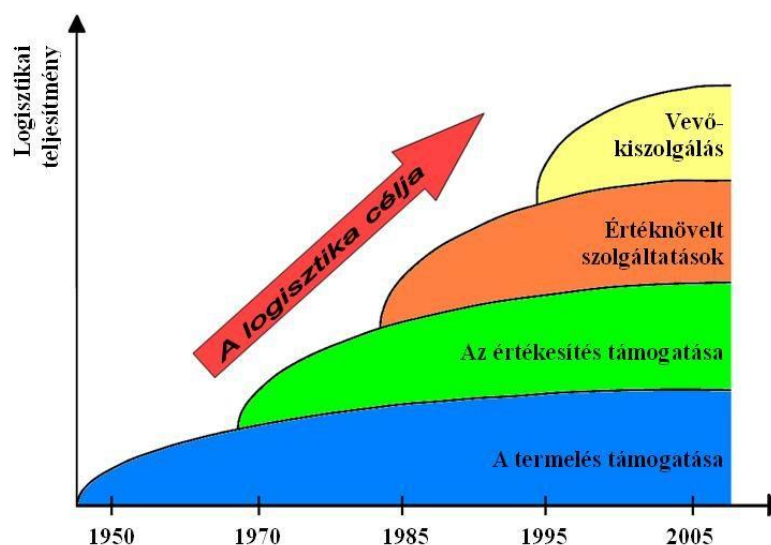 Logisztikai
teljesítmény
A logisztika célja
Vevő-
kiszolgálás
Értéknövelt
szolgáltatások
Az értékesítés támogatása
A termelés támogatása
1950
1970
1985
1995
2005